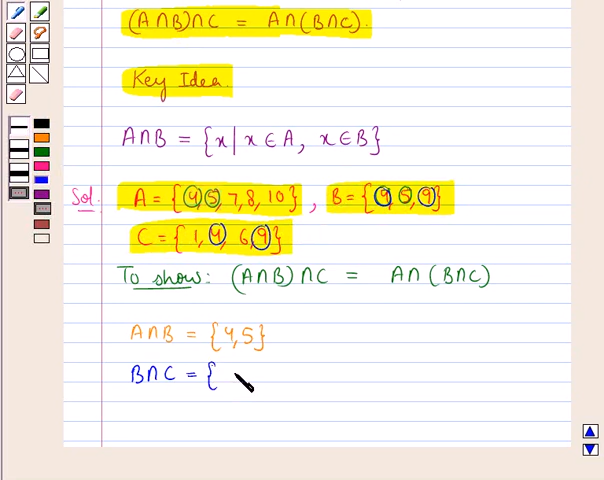 (A∩B)∩C = A∩(B∩C).
Key Idea
A∩B = {x | x ∈ A, x ∈ B}
Sol. A = {4, 5, 7, 8, 10}, B = {4, 5, 9}
C = {1, 4, 6, 9}
To show: (A∩B)∩C = A∩(B∩C)
A∩B = {4,5}
B∩C = {